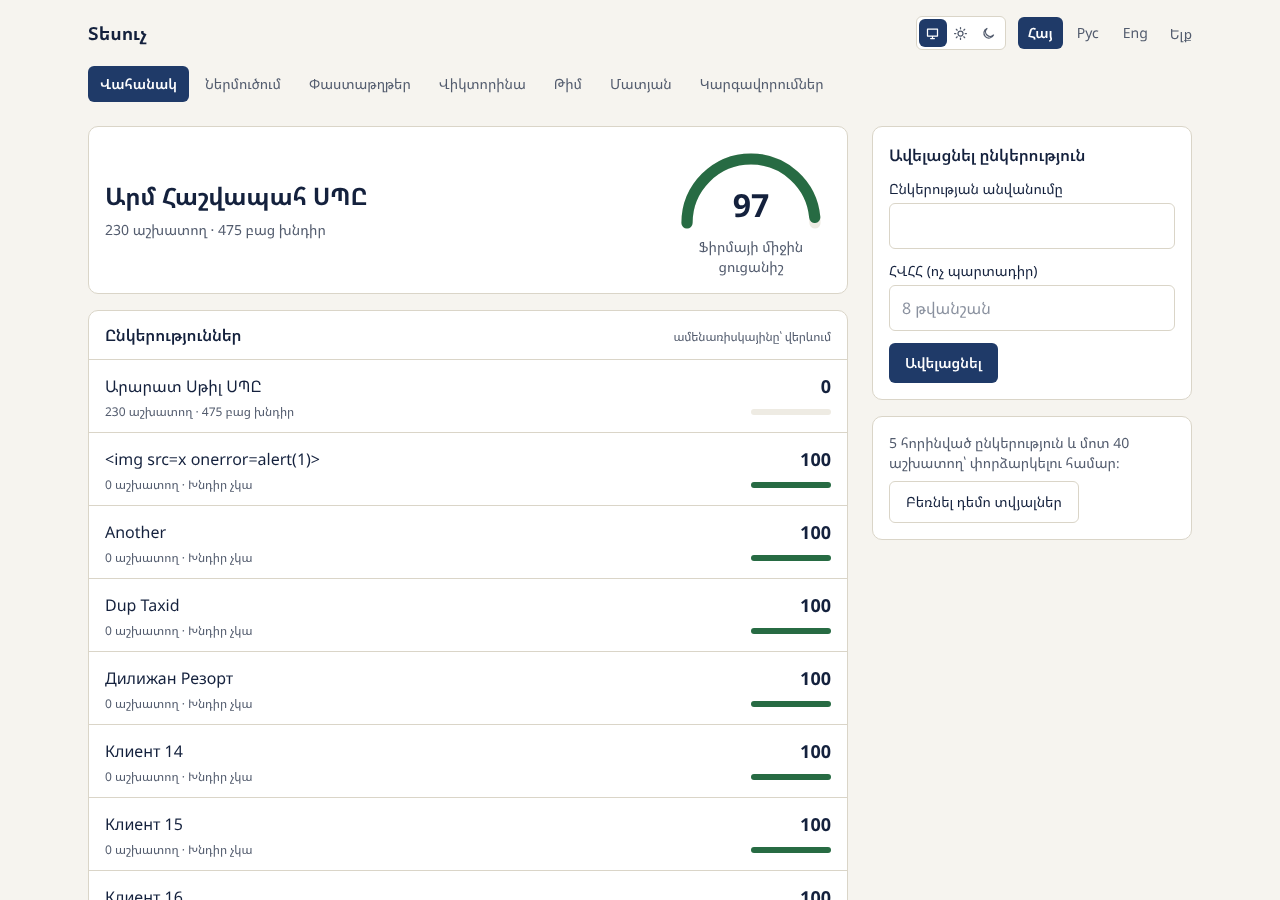 Տեսուչ
Հայ Рус Eng Ելք
Վահանակ Ներմուծում Փաստաթղթեր Վիկտորինա Թիմ Մատյան Կարգավորումներ
Արմ Հաշվապահ ՍՊԸ
230 աշխատող · 475 բաց խնդիր
97
Ֆիրմայի միջին
ցուցանիշ
Ընկերություններ
ամենառիսկայինը՝ վերևում
Արարատ Սթիլ ՍՊԸ
0
230 աշխատող · 475 բաց խնդիր
<img src=x onerror=alert(1)>
100
0 աշխատող · Խնդիր չկա
Another
100
0 աշխատող · Խնդիր չկա
Dup Taxid
100
0 աշխատող · Խնդիր չկա
Дилижан Резорт
100
0 աշխատող · Խնդիր չկա
Клиент 14
100
0 աշխատող · Խնդիր չկա
Клиент 15
100
0 աշխատող · Խնդիր չկա
Клиент 16
100
Ավելացնել ընկերություն
Ընկերության անվանումը
ՀՎՀՀ (ոչ պարտադիր)
8 թվանշան
Ավելացնել
5 հորինված ընկերություն և մոտ 40
աշխատող՝ փորձարկելու համար:
Բեռնել դեմո տվյալներ